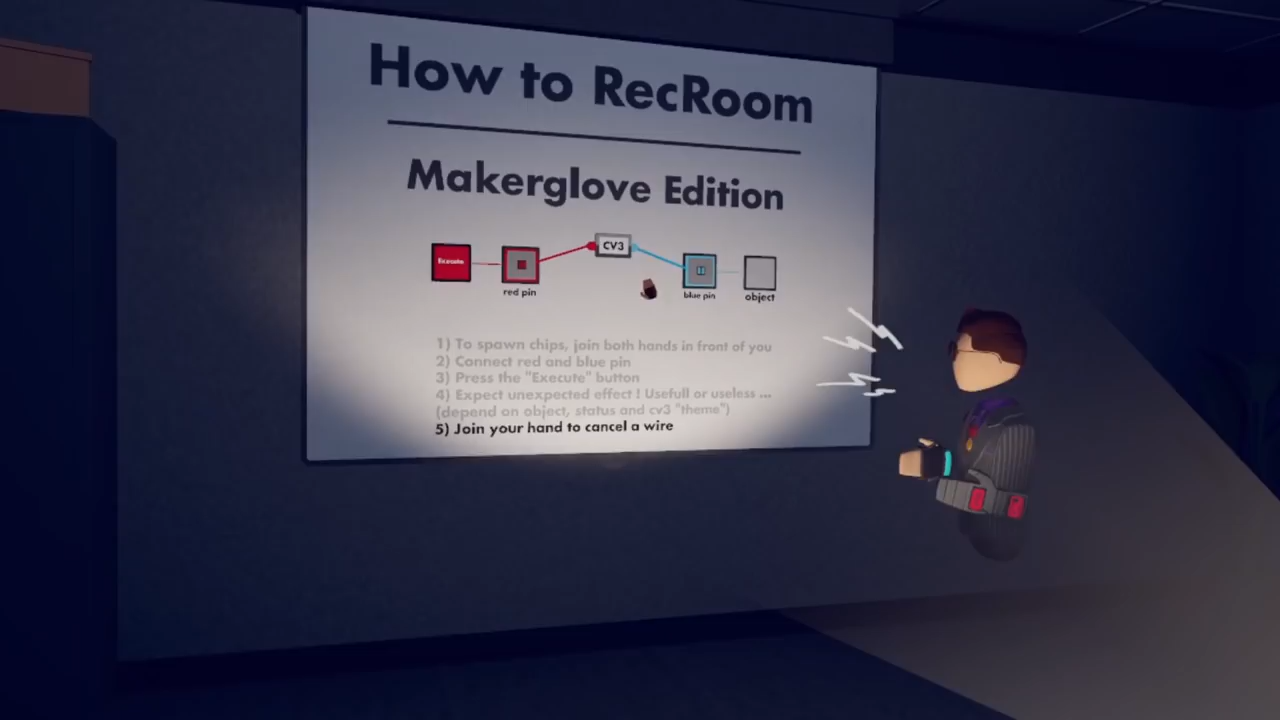 How to RecRoom
Makerglove Edition
Execute
CV3
red pin
blue pin
object
1) To spawn chips, join both hands in front of you
2) Connect red and blue pin
3) Press the "Execute" button
4) Expect unexpected effect ! Usefull or useless ...
(depend on object, status and cv3 "theme")
5) Join your hand to cancel a wire